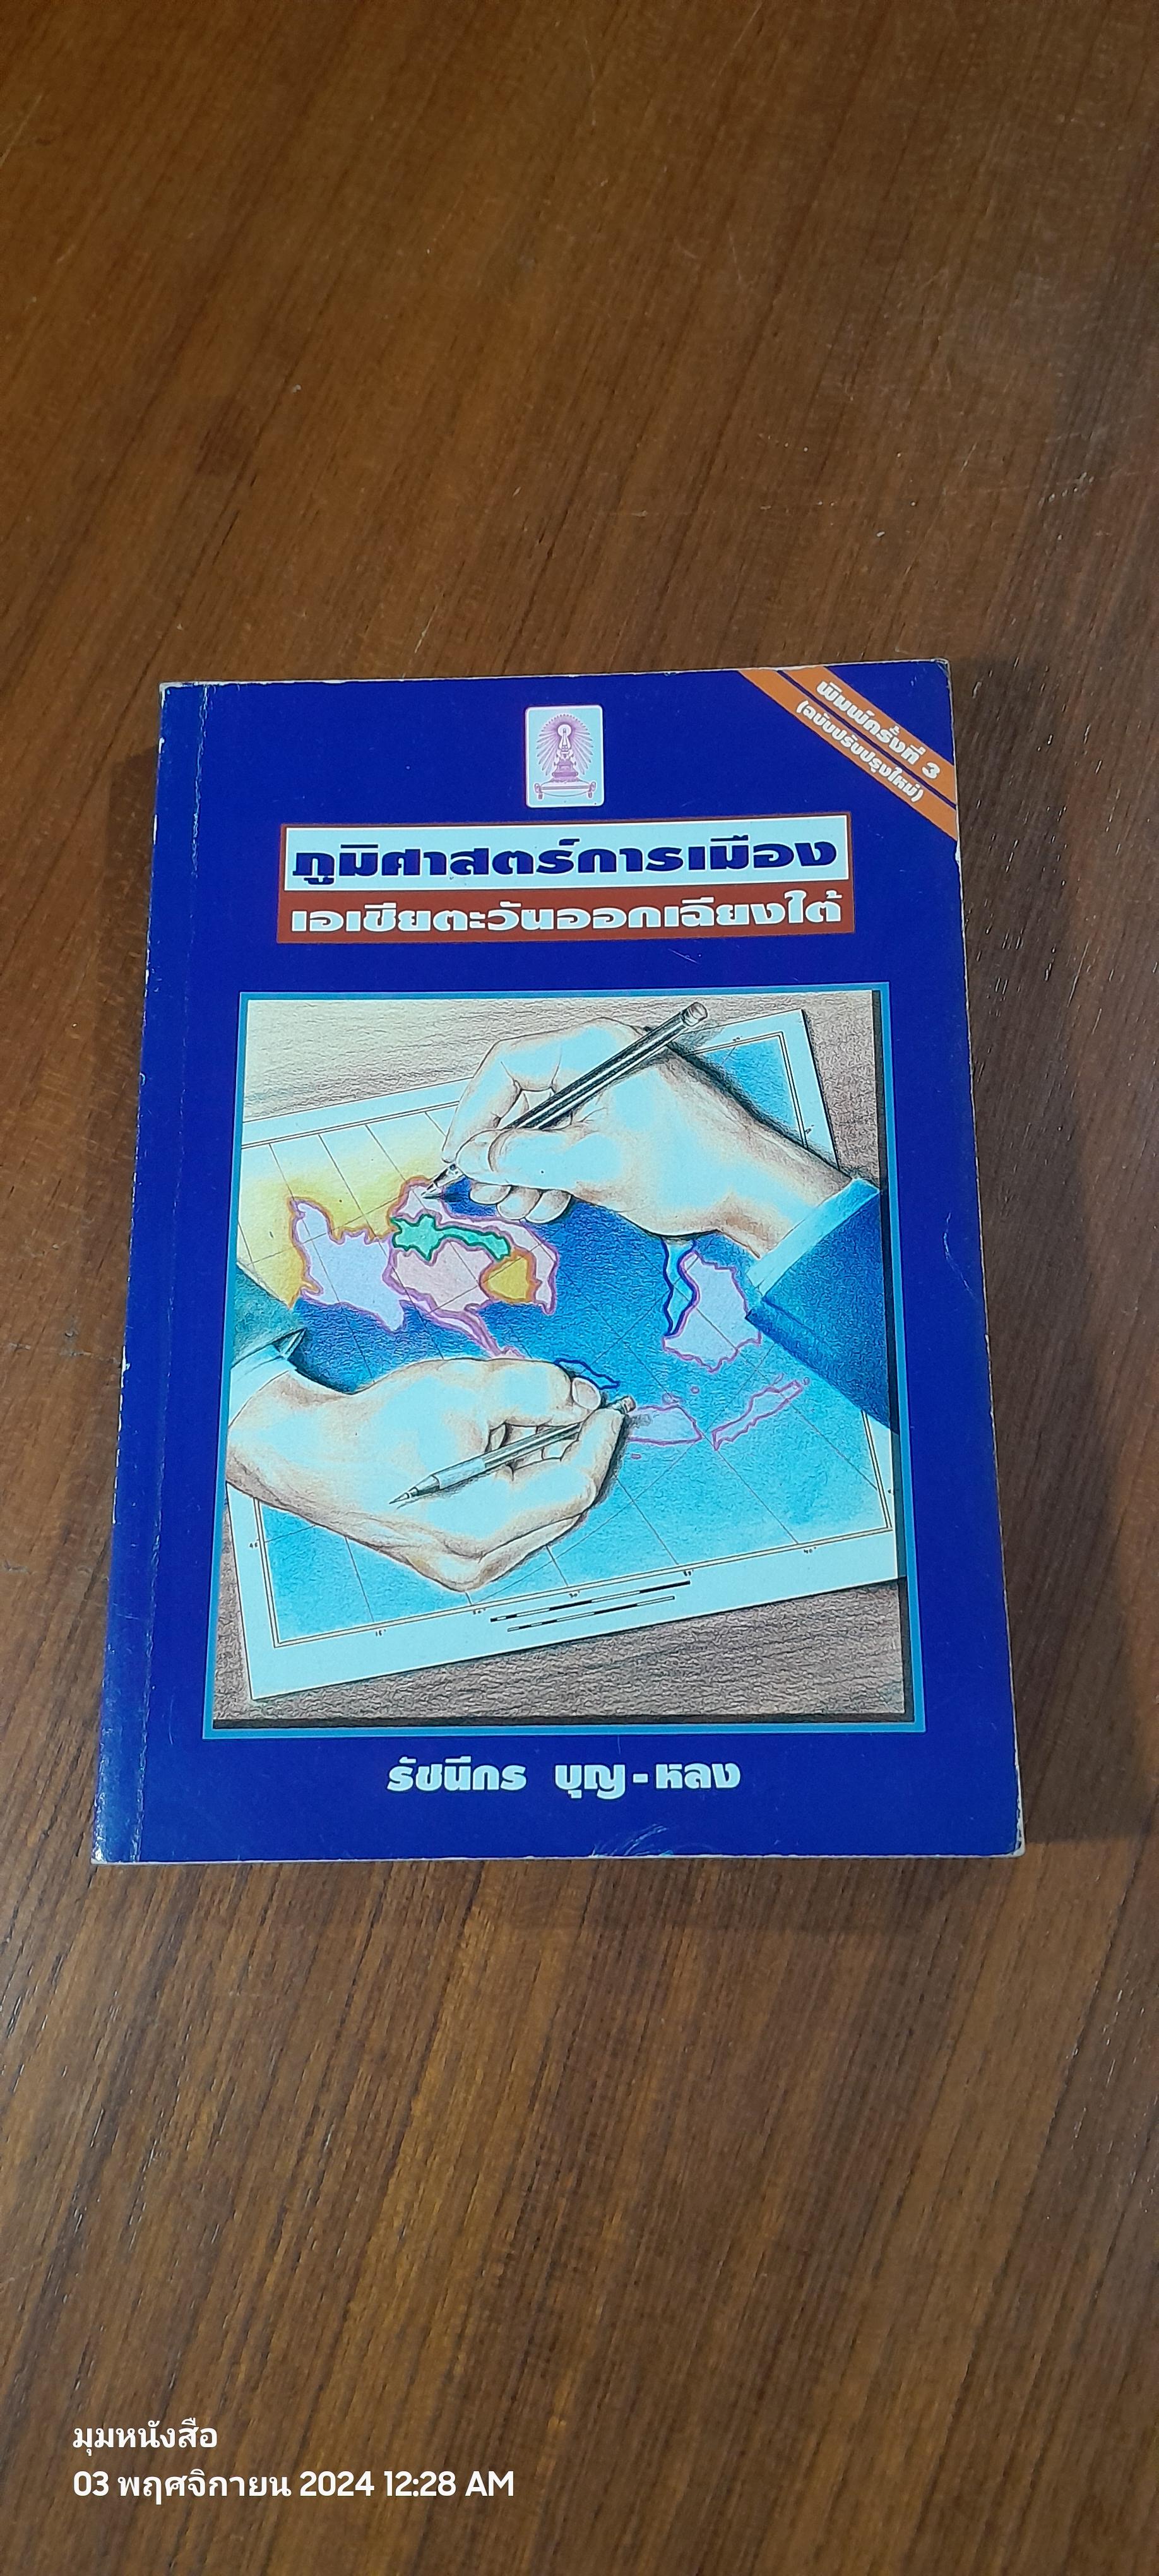 พิมพ์ครั้งที่ 3
(ฉบับปรับปรุงใหม่)
ภูมิศาสตร์การเมือง
เอเชียตะวันออกเฉียงใต้
รัชนีกร บุญ-หลง
มุมหนังสือ
03 พฤศจิกายน 2024 12:28 AM